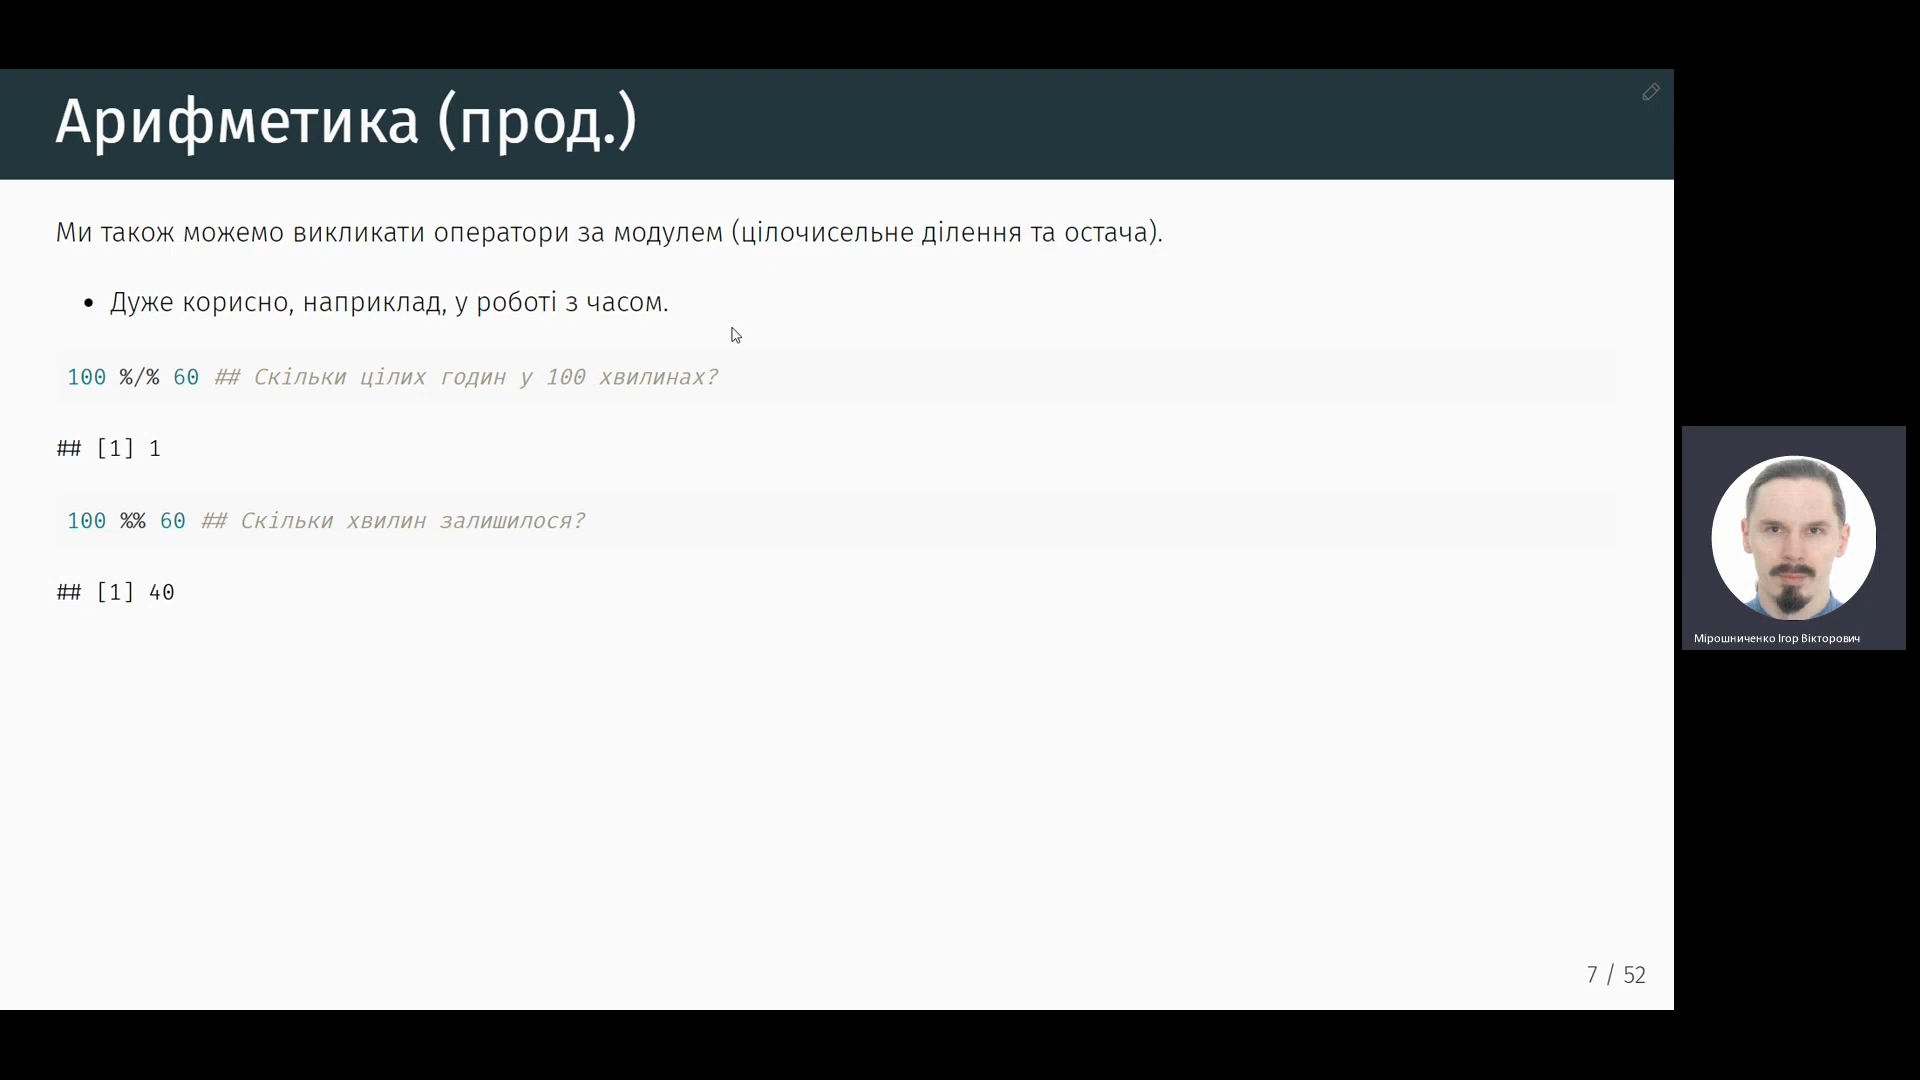 Арифметика (прод.)
Ми також можемо викликати оператори за модулем (цілочисельне ділення та остача).
• Дуже корисно, наприклад, у роботі з часом.
100 %/% 60 ## Скільки цілих годин у 100 хвилинах?
## [1] 1
100 %% 60 ## Скільки хвилин залишилося?
## [1] 40
Мірошниченко Ігор Вікторович
7 / 52